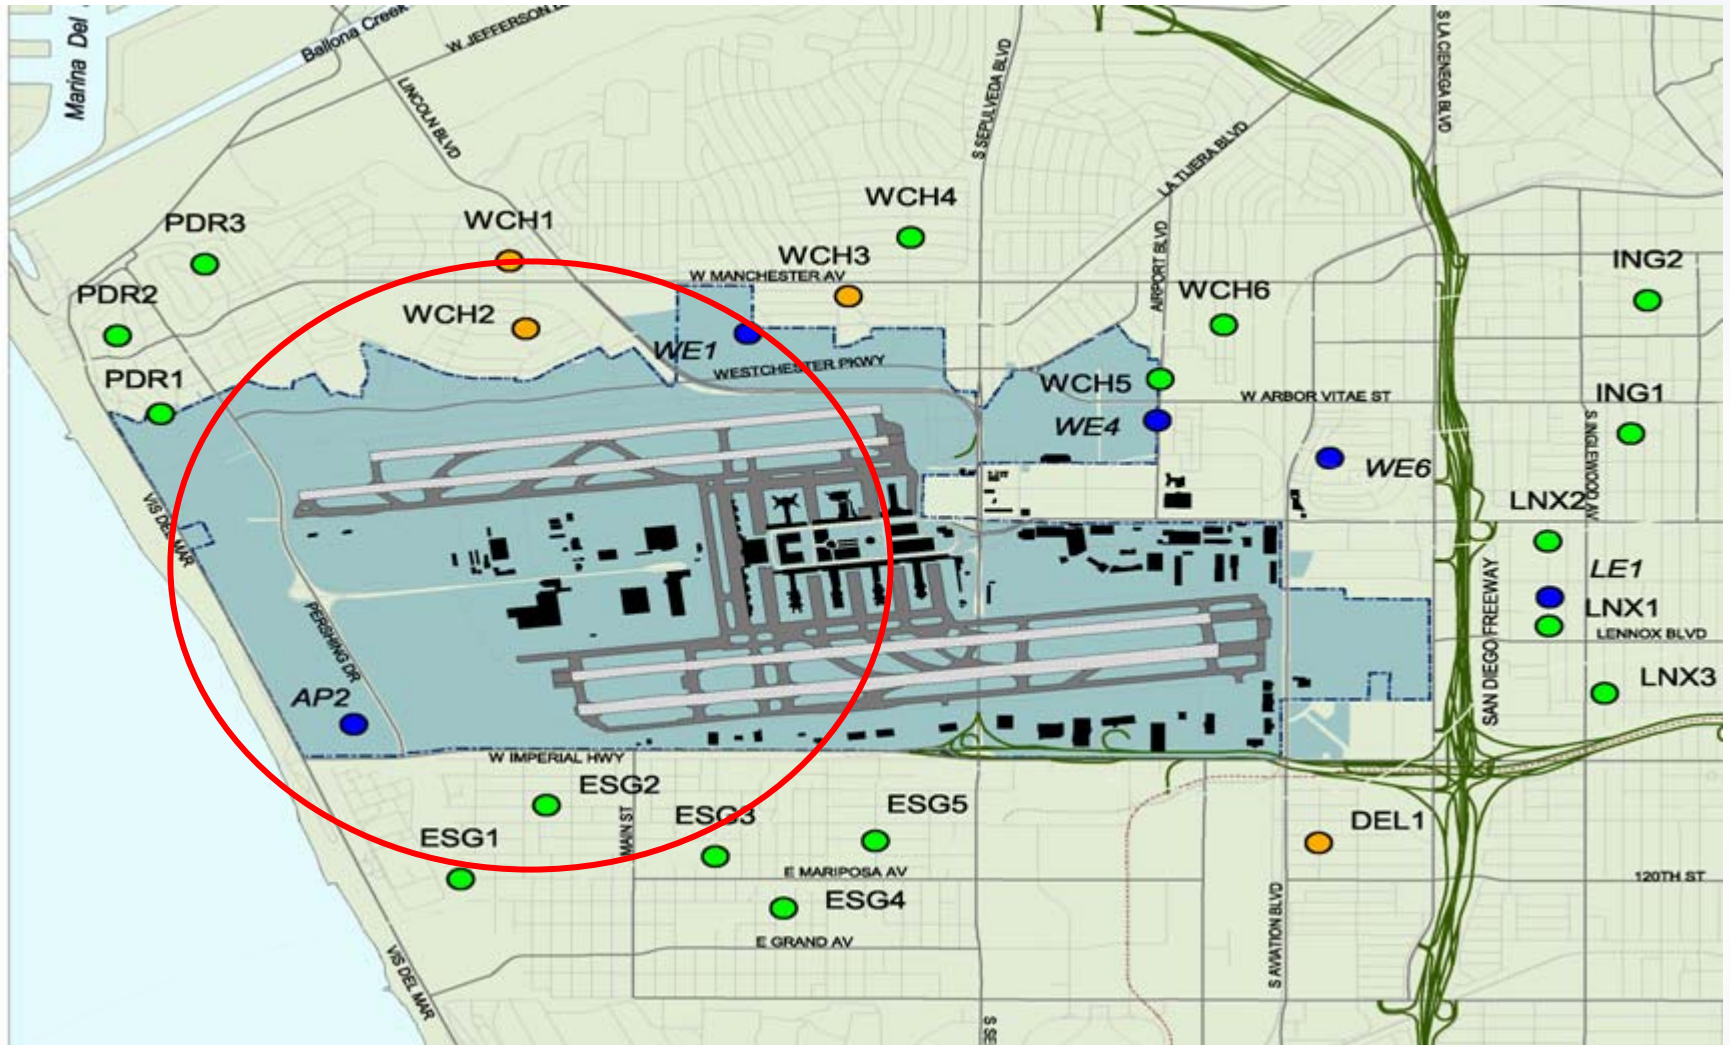 Marina Del
Ballona Creek
W JEFFERSON
LINCOLN BLVD
S SEPULVEDA BLVD
LA TIJERA BLVD
S LA CIENEGA BLVD
PDR3
WCH1
WCH4
WCH3
W MANCHESTER AV
AIRPORT BLVD
ING2
PDR2
WCH2
WCH6
WE1
WESTCHESTER PKWY
PDR1
WCH5
W ARBOR VITAE ST
ING1
WE4
S INGLEWOOD AV
WE6
VIS DEL MAR
LNX2
LE1
LNX1
LENNOX BLVD
PERSHING DR
SAN DIEGO FREEWAY
LNX3
AP2
W IMPERIAL HWY
ESG2
ESG3
ESG5
MAIN ST
DEL1
ESG1
E MARIPOSA AV
120TH ST
ESG4
E GRAND AV
S AVIATION BLVD
VIS DEL MAR
S SE